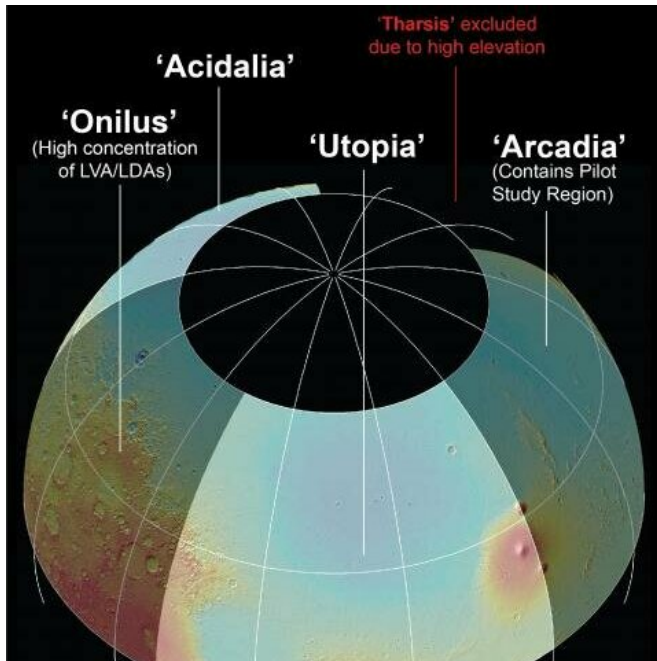 ‘Tharsis’ excluded
due to high elevation
‘Acidalia’
‘Onilus’
(High concentration
of LVA/LDAs)
‘Utopia’
‘Arcadia’
(Contains Pilot
Study Region)